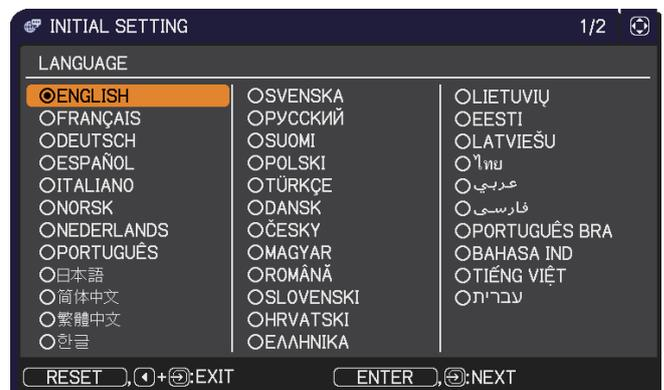 INITIAL SETTING 1/2
LANGUAGE
ENGLISH
FRANÇAIS
DEUTSCH
ESPAÑOL
ITALIANO
NORSK
NEDERLANDS
PORTUGUÊS
日本語
简体中文
繁體中文
한글
SVENSKA
РУССКИЙ
SUOMI
POLSKI
TÜRKÇE
DANSK
ČESKY
MAGYAR
ROMÂNĂ
SLOVENSKI
HRVATSKI
ΕΛΛΗΝΙΚΑ
LIETUVIŲ
EESTI
LATVIEŠU
ไทย
عربي
فارسی
PORTUGUÊS BRA
BAHASA IND
TIẾNG VIỆT
עברית
RESET ,+:EXIT ENTER ,:NEXT